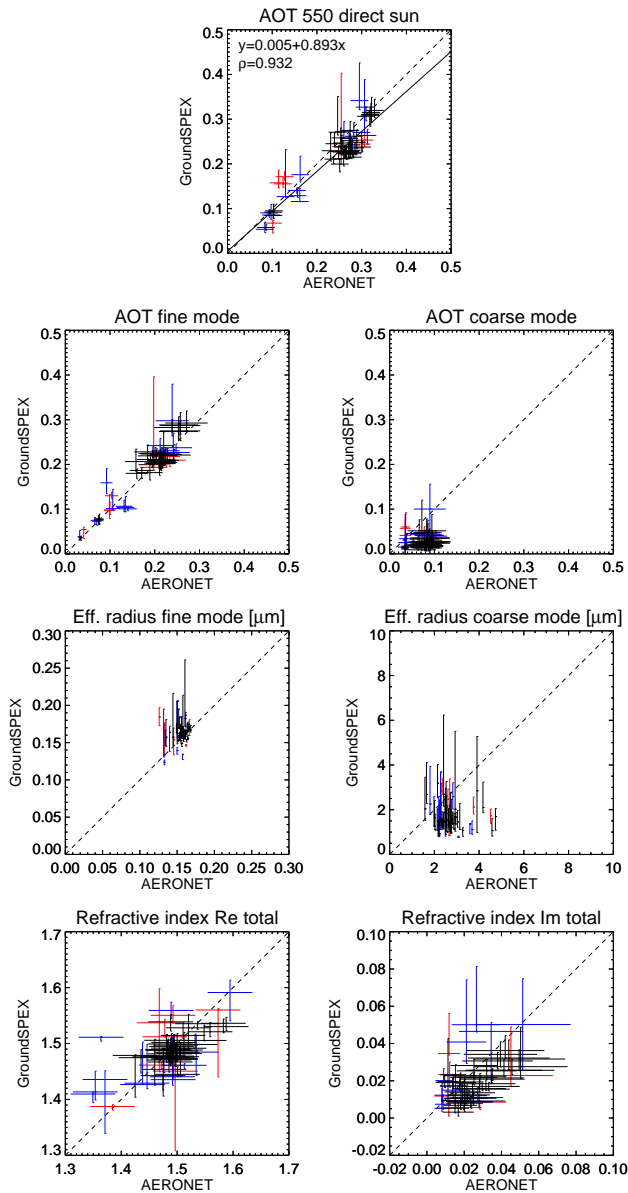 AOT 550 direct sun
y=0.005+0.893x
ρ=0.932
0.5
0.4
0.3
0.2
0.1
0.0
GroundSPEX
0.0 0.1 0.2 0.3 0.4 0.5
AERONET
AOT fine mode
0.5
0.4
0.3
0.2
0.1
0.0
GroundSPEX
0.0 0.1 0.2 0.3 0.4 0.5
AERONET
AOT coarse mode
0.5
0.4
0.3
0.2
0.1
0.0
GroundSPEX
0.0 0.1 0.2 0.3 0.4 0.5
AERONET
Eff. radius fine mode [μm]
0.30
0.25
0.20
0.15
0.10
0.05
0.00
GroundSPEX
0.00 0.05 0.10 0.15 0.20 0.25 0.30
AERONET
Eff. radius coarse mode [μm]
10
8
6
4
2
0
GroundSPEX
0 2 4 6 8 10
AERONET
Refractive index Re total
1.7
1.6
1.5
1.4
1.3
GroundSPEX
1.3 1.4 1.5 1.6 1.7
AERONET
Refractive index Im total
0.10
0.08
0.06
0.04
0.02
0.00
-0.02
GroundSPEX
-0.02 0.00 0.02 0.04 0.06 0.08 0.10
AERONET